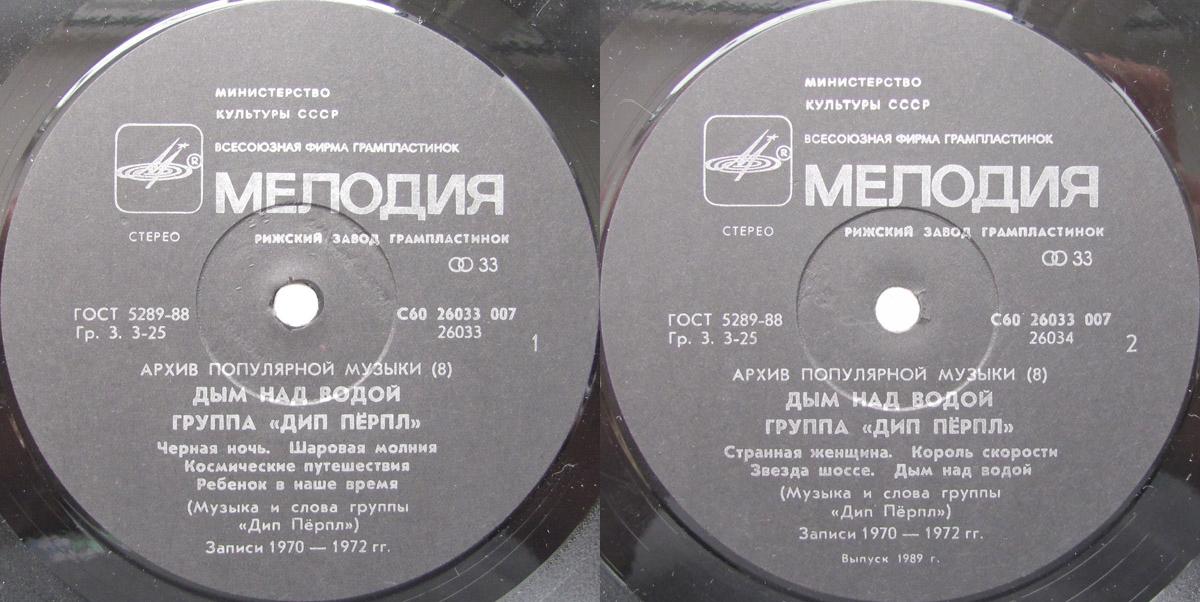 МИНИСТЕРСТВО
КУЛЬТУРЫ СССР
ВСЕСОЮЗНАЯ ФИРМА ГРАМПЛАСТИНОК
® МЕЛОДИЯ
СТЕРЕО РИЖСКИЙ ЗАВОД ГРАМПЛАСТИНОК
33
ГОСТ 5289-88 С60 26033 007
Гр. 3. 3-25 26033 1
АРХИВ ПОПУЛЯРНОЙ МУЗЫКИ (8)
ДЫМ НАД ВОДОЙ
ГРУППА «ДИП ПЁРПЛ»
Черная ночь. Шаровая молния
Космические путешествия
Ребенок в наше время
(Музыка и слова группы
«Дип Пёрпл»)
Записи 1970 — 1972 гг.
МИНИСТЕРСТВО
КУЛЬТУРЫ СССР
ВСЕСОЮЗНАЯ ФИРМА ГРАМПЛАСТИНОК
® МЕЛОДИЯ
СТЕРЕО РИЖСКИЙ ЗАВОД ГРАМПЛАСТИНОК
33
ГОСТ 5289-88 С60 26033 007
Гр. 3. 3-25 26034 2
АРХИВ ПОПУЛЯРНОЙ МУЗЫКИ (8)
ДЫМ НАД ВОДОЙ
ГРУППА «ДИП ПЁРПЛ»
Странная женщина. Король скорости
Звезда шоссе. Дым над водой
(Музыка и слова группы
«Дип Пёрпл»)
Записи 1970 — 1972 гг.
Выпуск 1989 г.